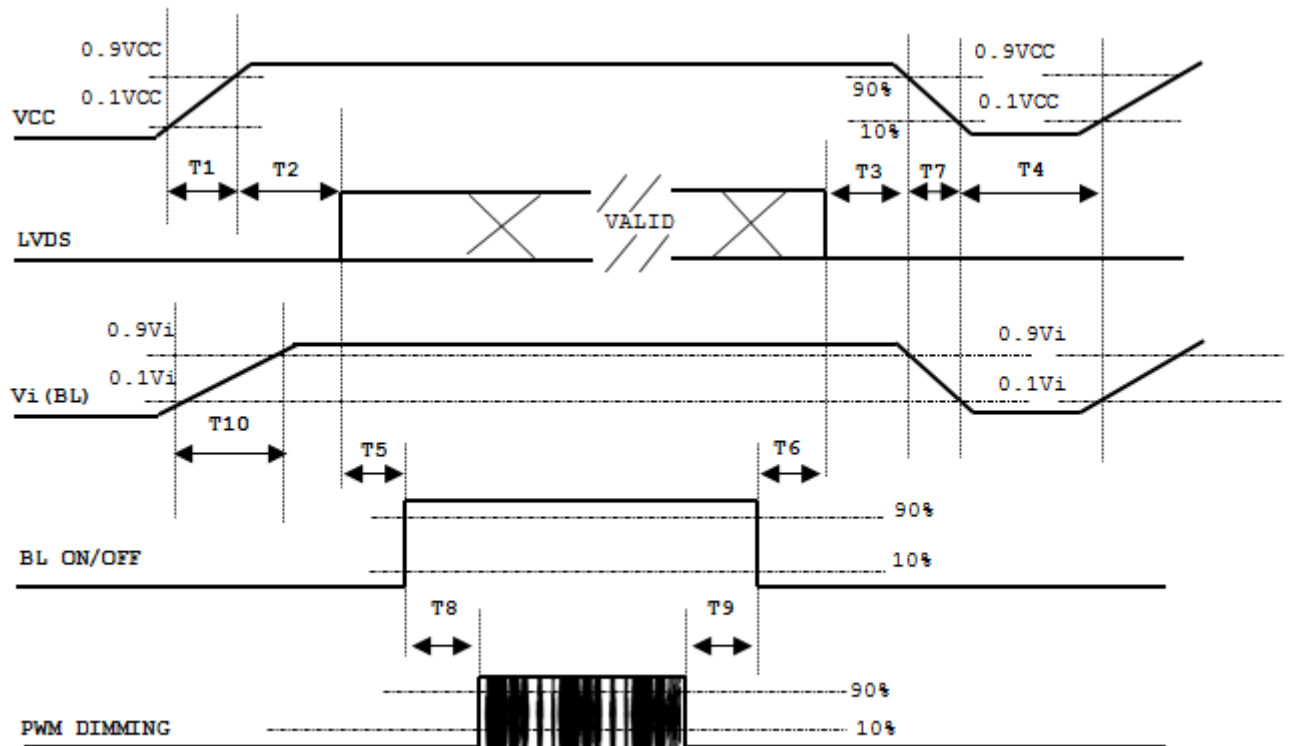 0.9VCC
0.9VCC
90%
0.1VCC
0.1VCC
VCC
10%
T1
T2
T3
T7
T4
VALID
LVDS
0.9Vi
0.9Vi
0.1Vi
0.1Vi
Vi(BL)
T10
T5
T6
90%
BL ON/OFF
10%
T8
T9
90%
PWM DIMMING
10%